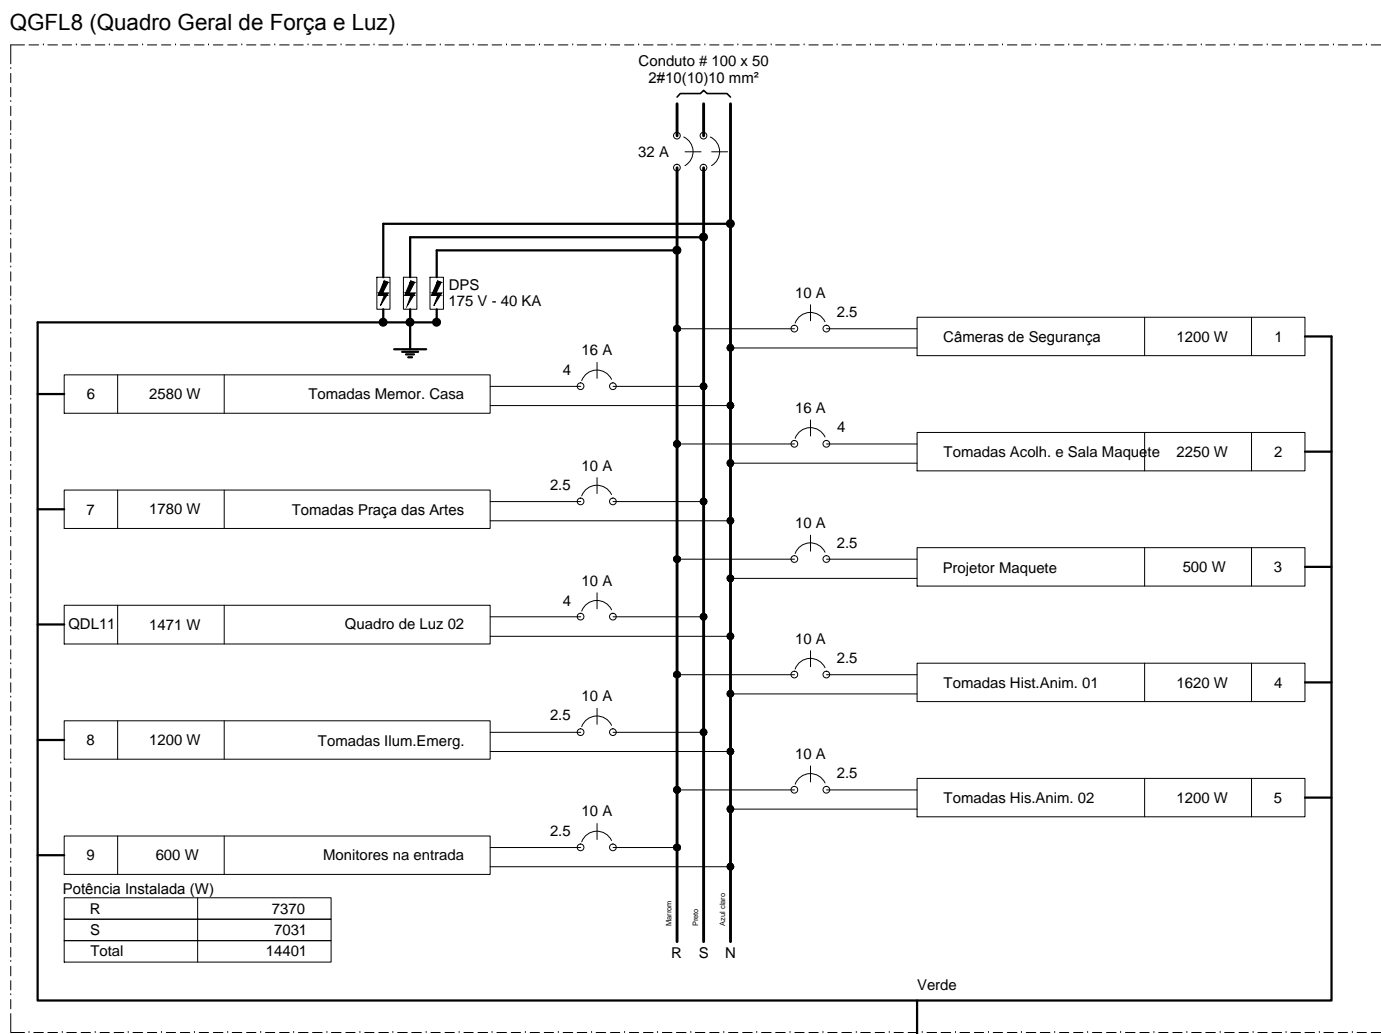 QGFL8 (Quadro Geral de Força e Luz)
Conduto # 100 x 50
2#10(10)10 mm²
32 A
DPS
175 V - 40 KA
10 A
2.5
Câmeras de Segurança 1200 W 1
16 A
4
6 2580 W Tomadas Memor. Casa
16 A
4
Tomadas Acolh. e Sala Maquete 2250 W 2
10 A
2.5
7 1780 W Tomadas Praça das Artes
10 A
2.5
Projetor Maquete 500 W 3
10 A
4
QDL11 1471 W Quadro de Luz 02
10 A
2.5
Tomadas Hist.Anim. 01 1620 W 4
10 A
2.5
8 1200 W Tomadas Ilum.Emerg.
10 A
2.5
Tomadas His.Anim. 02 1200 W 5
10 A
2.5
9 600 W Monitores na entrada
Potência Instalada (W)
R 7370
S 7031
Total 14401
Marrom
Preto
Azul claro
R S N
Verde